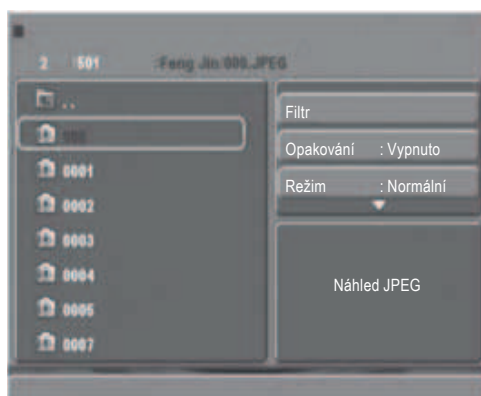 2 501 :Feng Jin/000.JPEG
..
000
0001
0002
0003
0004
0005
0007
Filtr
Opakování : Vypnuto
Režim : Normální
Náhled JPEG